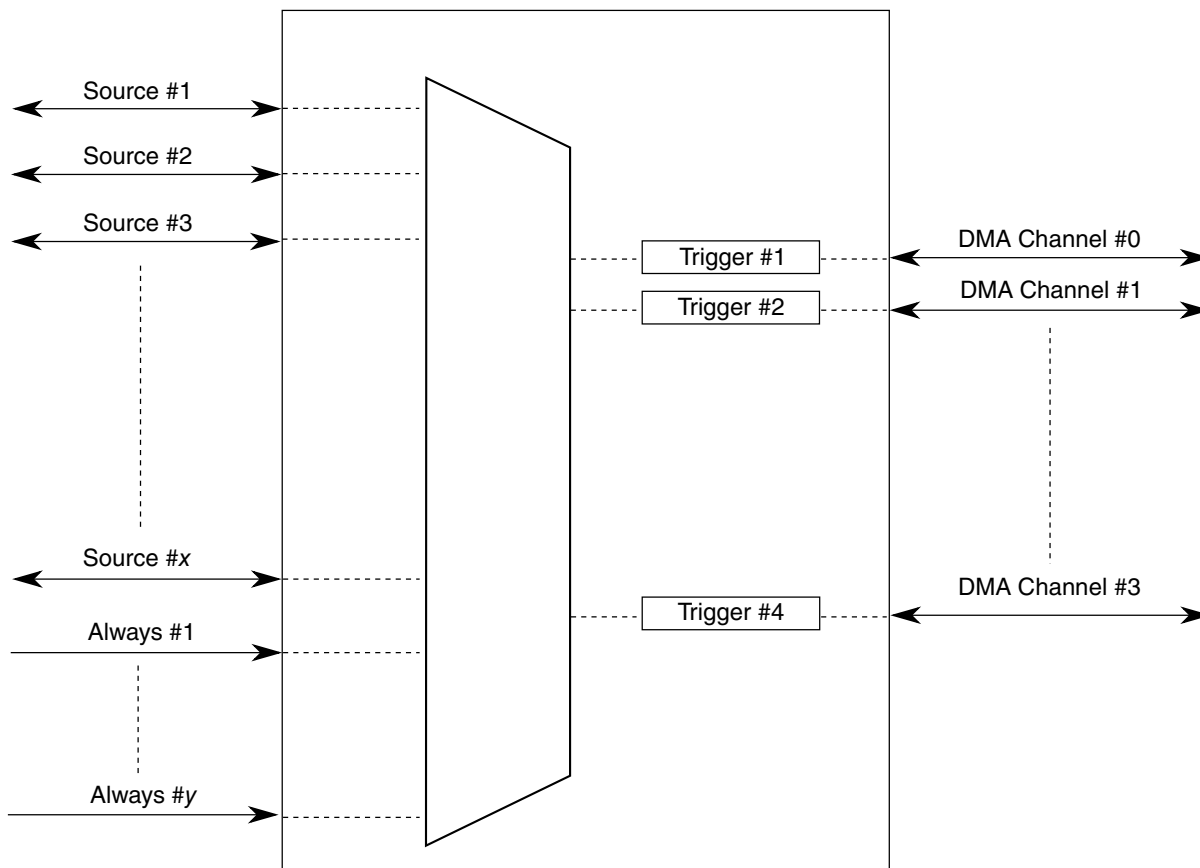 Source #1
Source #2
Source #3
Source #x
Always #1
Always #y
Trigger #1
Trigger #2
Trigger #4
DMA Channel #0
DMA Channel #1
DMA Channel #3